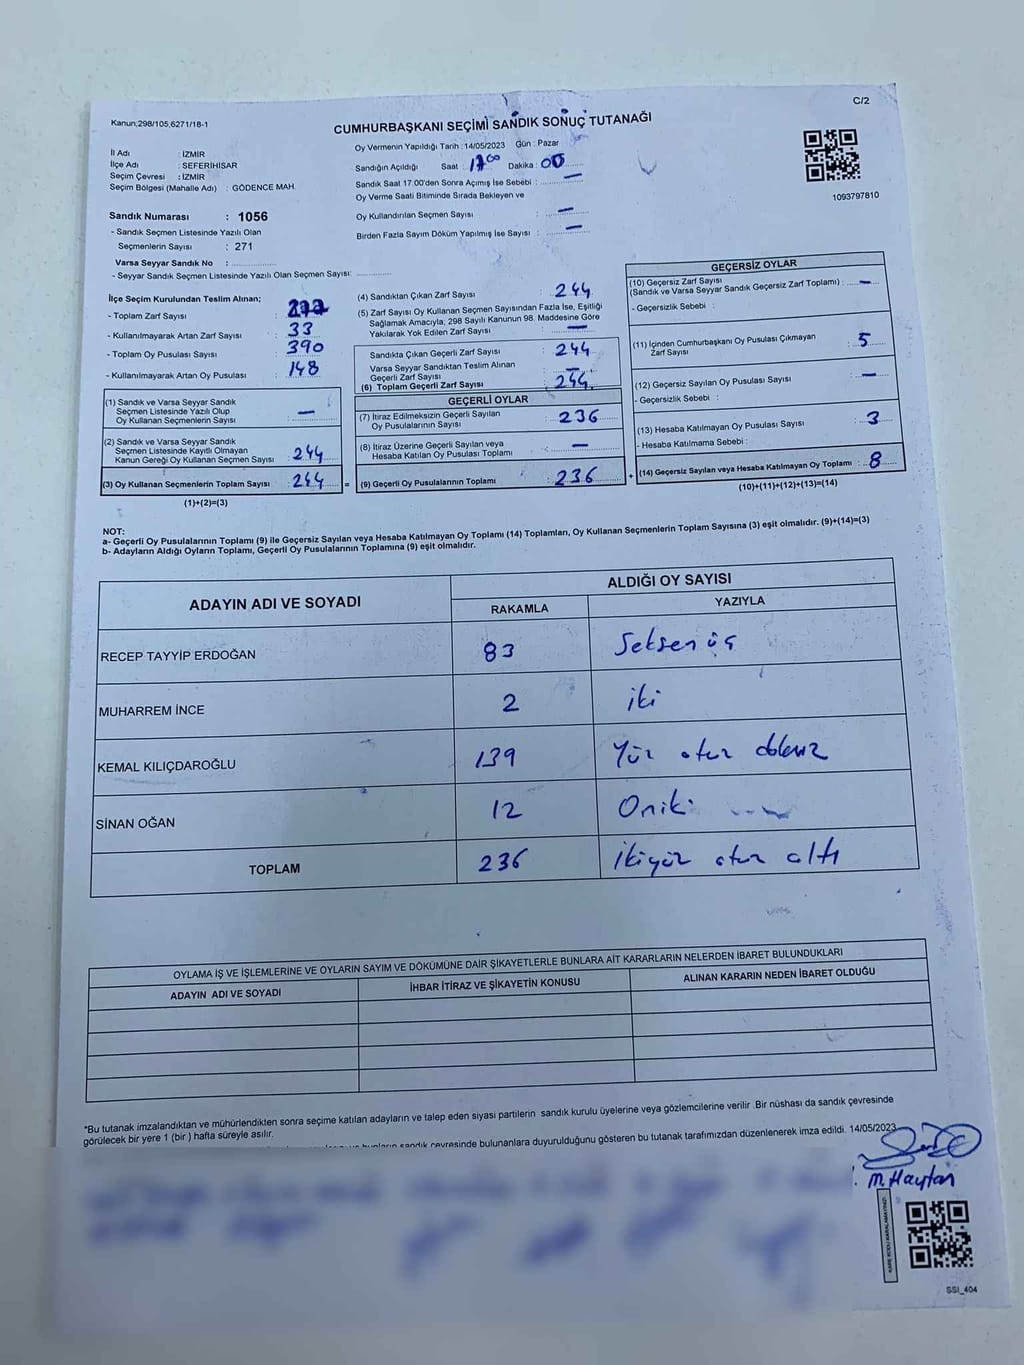 C/2
Kanun;298/105,6271/18-1
CUMHURBAŞKANI SEÇİMİ SANDIK SONUÇ TUTANAĞI
Oy Vermenin Yapıldığı Tarih :14/05/2023 Gün : Pazar
İl Adı : İZMİR
İlçe Adı : SEFERİHİSAR
Seçim Çevresi : İZMİR
Seçim Bölgesi (Mahalle Adı) : GÖDENCE MAH.
Sandığın Açıldığı Saat : 17 00 Dakika : 00
Sandık Saat 17.00'den Sonra Açımış İse Sebebi : —
Oy Verme Saati Bitiminde Sırada Bekleyen ve
Oy Kullandırılan Seçmen Sayısı : —
Birden Fazla Sayım Döküm Yapılmış İse Sayısı : —
1093797810
Sandık Numarası : 1056
- Sandık Seçmen Listesinde Yazılı Olan
Seçmenlerin Sayısı : 271
Varsa Seyyar Sandık No :
- Seyyar Sandık Seçmen Listesinde Yazılı Olan Seçmen Sayısı:
İlçe Seçim Kurulundan Teslim Alınan;
- Toplam Zarf Sayısı :
- Kullanılmayarak Artan Zarf Sayısı : 33
- Toplam Oy Pusulası Sayısı : 390
- Kullanılmayarak Artan Oy Pusulası : 148
(1) Sandık ve Varsa Seyyar Sandık
Seçmen Listesinde Yazılı Olup
Oy Kullanan Seçmenlerin Sayısı : —
(2) Sandık ve Varsa Seyyar Sandık
Seçmen Listesinde Kayıtlı Olmayan
Kanun Gereği Oy Kullanan Seçmen Sayısı : 244
(3) Oy Kullanan Seçmenlerin Toplam Sayısı : 244 =
(1)+(2)=(3)
(4) Sandıktan Çıkan Zarf Sayısı : 244
(5) Zarf Sayısı Oy Kullanan Seçmen Sayısından Fazla İse, Eşitliği
Sağlamak Amacıyla, 298 Sayılı Kanunun 98. Maddesine Göre
Yakılarak Yok Edilen Zarf Sayısı : —
Sandıkta Çıkan Geçerli Zarf Sayısı : 244
Varsa Seyyar Sandıktan Teslim Alınan
Geçerli Zarf Sayısı : —
(6) Toplam Geçerli Zarf Sayısı : 244
GEÇERLİ OYLAR
(7) İtiraz Edilmeksizin Geçerli Sayılan
Oy Pusulalarının Sayısı : 236
(8) İtiraz Üzerine Geçerli Sayılan veya
Hesaba Katılan Oy Pusulası Toplamı : —
(9) Geçerli Oy Pusulalarının Toplamı : 236 +
GEÇERSİZ OYLAR
(10) Geçersiz Zarf Sayısı
(Sandık ve Varsa Seyyar Sandık Geçersiz Zarf Toplamı) : —
- Geçersizlik Sebebi :
(11) İçinden Cumhurbaşkanı Oy Pusulası Çıkmayan
Zarf Sayısı : 5
(12) Geçersiz Sayılan Oy Pusulası Sayısı : —
- Geçersizlik Sebebi :
(13) Hesaba Katılmayan Oy Pusulası Sayısı : 3
- Hesaba Katılmama Sebebi :
(14) Geçersiz Sayılan veya Hesaba Katılmayan Oy Toplamı : 8
(10)+(11)+(12)+(13)=(14)
NOT:
a- Geçerli Oy Pusulalarının Toplamı (9) ile Geçersiz Sayılan veya Hesaba Katılmayan Oy Toplamı (14) Toplamları, Oy Kullanan Seçmenlerin Toplam Sayısına (3) eşit olmalıdır. (9)+(14)=(3)
b- Adayların Aldığı Oyların Toplamı, Geçerli Oy Pusulalarının Toplamına (9) eşit olmalıdır.
ADAYIN ADI VE SOYADI ALDIĞI OY SAYISI
RAKAMLA YAZIYLA
RECEP TAYYİP ERDOĞAN 83 Seksen üç
MUHARREM İNCE 2 iki
KEMAL KILIÇDAROĞLU 139 Yüz otuz dokuz
SİNAN OĞAN 12 Oniki
TOPLAM 236 İkiyüz otuz altı
OYLAMA İŞ VE İŞLEMLERİNE VE OYLARIN SAYIM VE DÖKÜMÜNE DAİR ŞİKAYETLERLE BUNLARA AİT KARARLARIN NELERDEN İBARET BULUNDUKLARI
ADAYIN ADI VE SOYADI İHBAR İTİRAZ VE ŞİKAYETİN KONUSU ALINAN KARARIN NEDEN İBARET OLDUĞU
*Bu tutanak imzalandıktan ve mühürlendikten sonra seçime katılan adayların ve talep eden siyasi partilerin sandık kurulu üyelerine veya gözlemcilerine verilir .Bir nüshası da sandık çevresinde
görülecek bir yere 1 (bir ) hafta süreyle asılır.
bunların sandık çevresinde bulunanlara duyurulduğunu gösteren bu tutanak tarafımızdan düzenlenerek imza edildi. 14/05/2023
M. Haytan
SSI_404